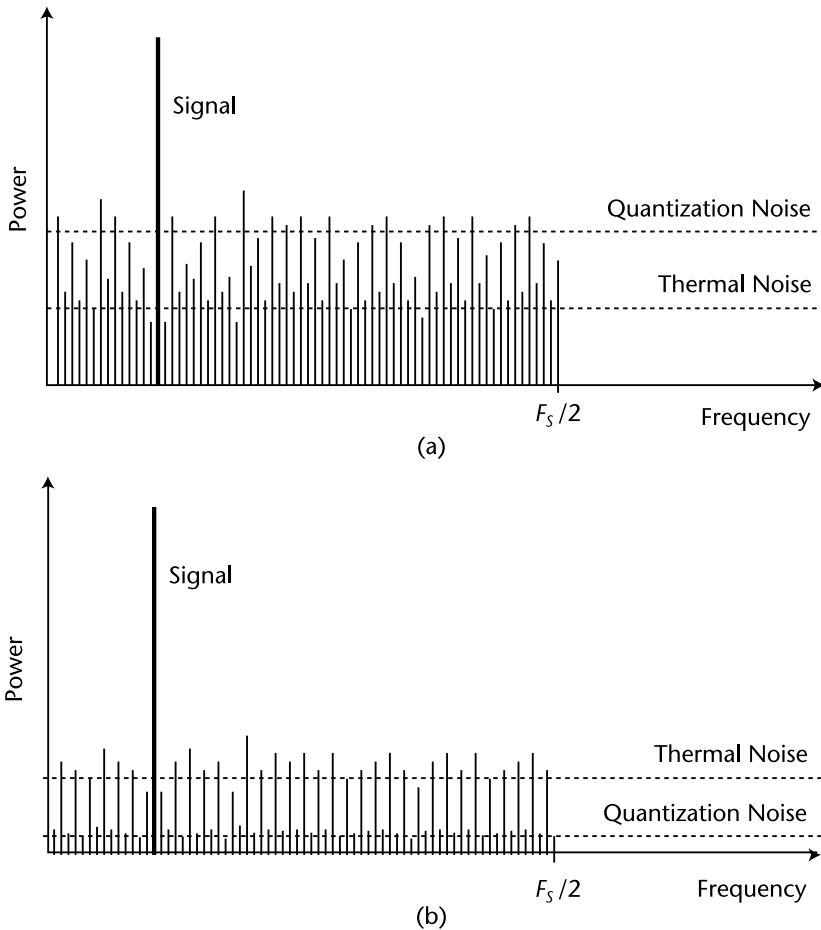 Power
Signal
Quantization Noise
Thermal Noise
F_S/2
Frequency
(a)
Power
Signal
Thermal Noise
Quantization Noise
F_S/2
Frequency
(b)